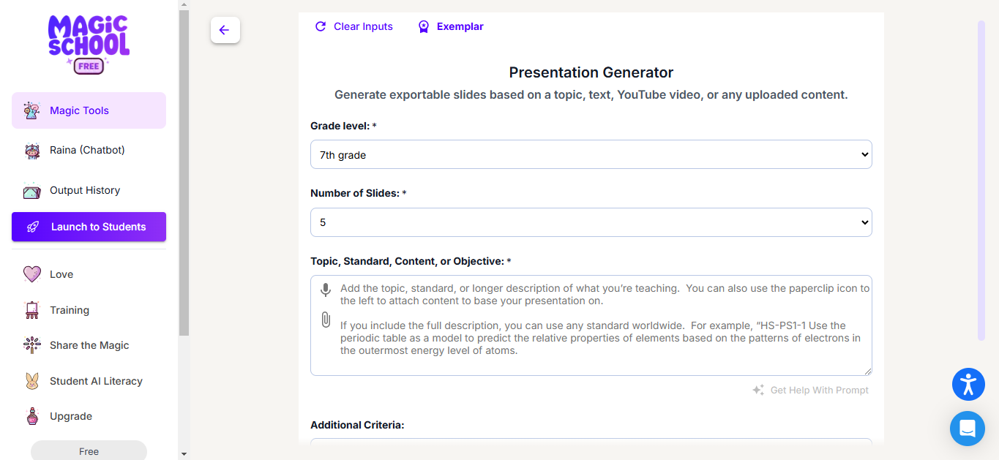 MAGIC
SCHOOL
FREE
Magic Tools
Raina (Chatbot)
Output History
Launch to Students
Love
Training
Share the Magic
Student AI Literacy
Upgrade
Free
Clear Inputs
Exemplar
Presentation Generator
Generate exportable slides based on a topic, text, YouTube video, or any uploaded content.
Grade level: *
7th grade
Number of Slides: *
5
Topic, Standard, Content, or Objective: *
Add the topic, standard, or longer description of what you’re teaching.  You can also use the paperclip icon to
the left to attach content to base your presentation on.
If you include the full description, you can use any standard worldwide.  For example, “HS-PS1-1 Use the
periodic table as a model to predict the relative properties of elements based on the patterns of electrons in
the outermost energy level of atoms.
Get Help With Prompt
Additional Criteria: